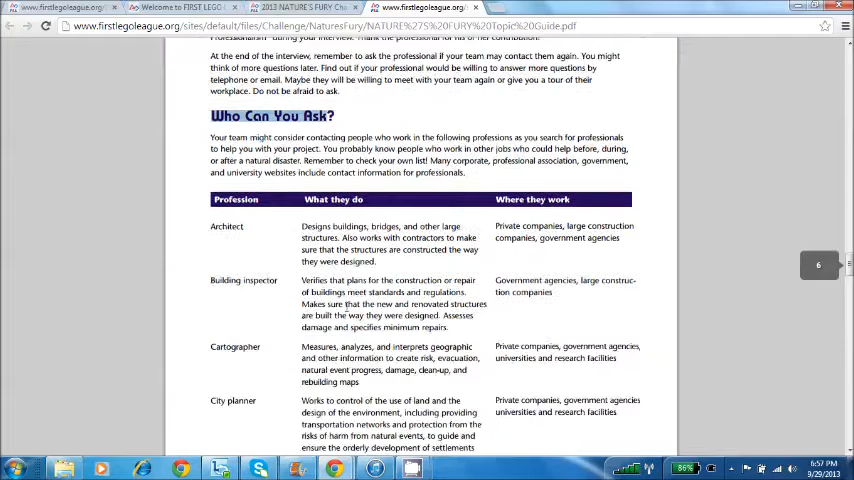 www.firstlegoleague.org/
Welcome to FIRST LEGO
2013 NATURE'S FURY Cha
www.firstlegoleague.org/s
www.firstlegoleague.org/sites/default/files/Challenge/NaturesFury/NATURE%27S%20FURY%20Topic%20Guide.pdf
Professionalism during your interview. Thank the professional for his or her contribution.
At the end of the interview, remember to ask the professional if your team may contact them again. You might
think of more questions later. Find out if your professional would be willing to answer more questions by
telephone or email. Maybe they will be willing to meet with your team again or give you a tour of their
workplace. Do not be afraid to ask.
Who Can You Ask?
Your team might consider contacting people who work in the following professions as you search for professionals
to help you with your project. You probably know people who work in other jobs who could help before, during,
or after a natural disaster. Remember to check your own list! Many corporate, professional association, government,
and university websites include contact information for professionals.
Profession What they do Where they work
Architect Designs buildings, bridges, and other large Private companies, large construction
structures. Also works with contractors to make companies, government agencies
sure that the structures are constructed the way
they were designed.
Building inspector Verifies that plans for the construction or repair Government agencies, large construc-
of buildings meet standards and regulations. tion companies
Makes sure that the new and renovated structures
are built the way they were designed. Assesses
damage and specifies minimum repairs.
Cartographer Measures, analyzes, and interprets geographic Private companies, government agencies,
and other information to create risk, evacuation, universities and research facilities
natural event progress, damage, clean-up, and
rebuilding maps
City planner Works to control of the use of land and the Private companies, government agencies
design of the environment, including providing universities and research facilities
transportation networks and protection from the
risks of harm from natural events, to guide and
ensure the orderly development of settlements
6
86%
6:57 PM
9/29/2013